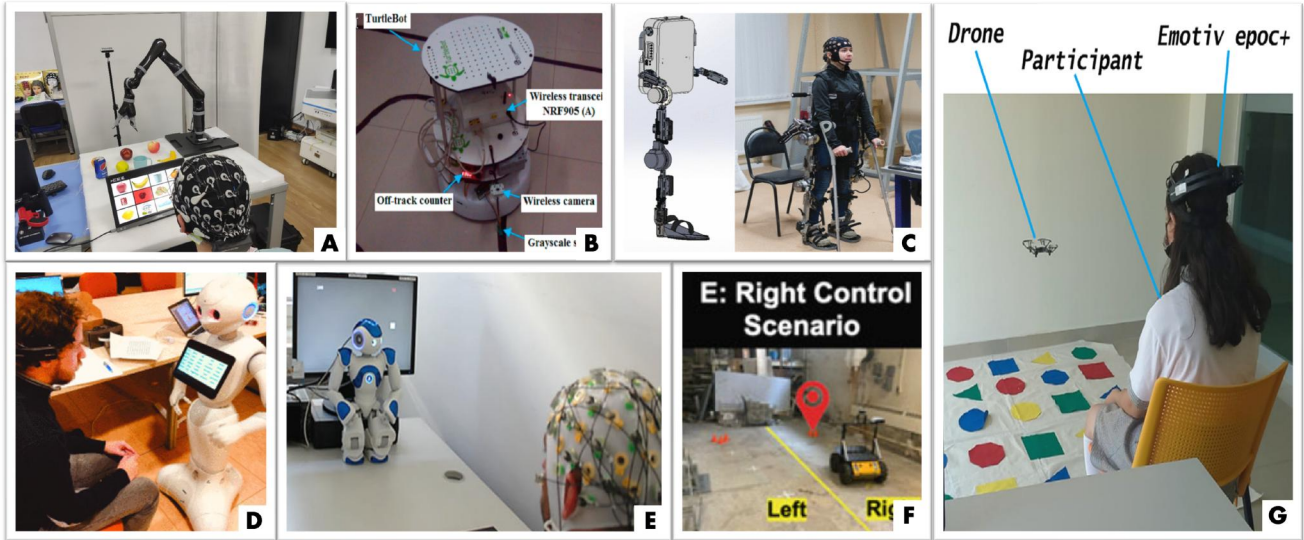 A
TurtleBot
Wireless transcei
NRF905 (A)
Off-track counter
Wireless camera
Grayscale s
B
C
D
E
E: Right Control
Scenario
Left
Rig
F
Drone
Participant
Emotiv epoc+
G